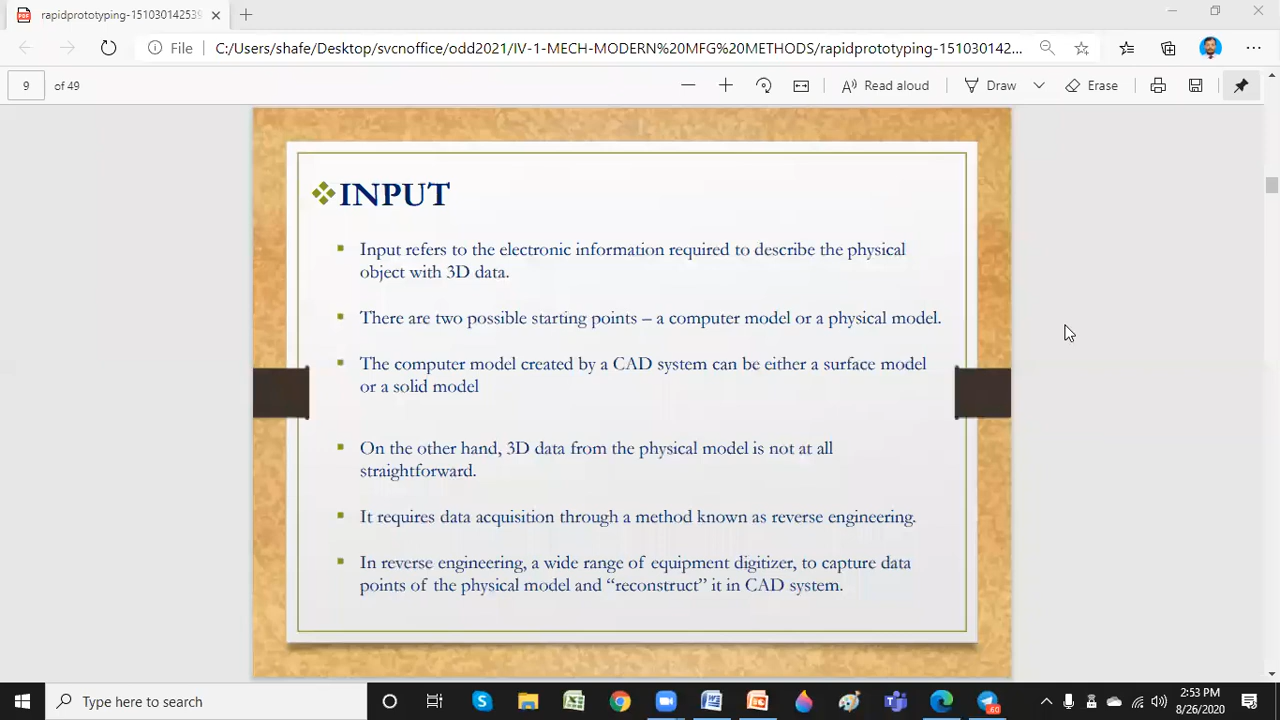 rapidprototyping-151030142539
File
C:/Users/shafe/Desktop/svcnoffice/odd2021/IV-1-MECH-MODERN%20MFG%20METHODS/rapidprototyping-151030142...
9 of 49
Read aloud
Draw
Erase
INPUT
Input refers to the electronic information required to describe the physical
object with 3D data.
There are two possible starting points – a computer model or a physical model.
The computer model created by a CAD system can be either a surface model
or a solid model
On the other hand, 3D data from the physical model is not at all
straightforward.
It requires data acquisition through a method known as reverse engineering.
In reverse engineering, a wide range of equipment digitizer, to capture data
points of the physical model and “reconstruct” it in CAD system.
Type here to search
2:53 PM
8/26/2020